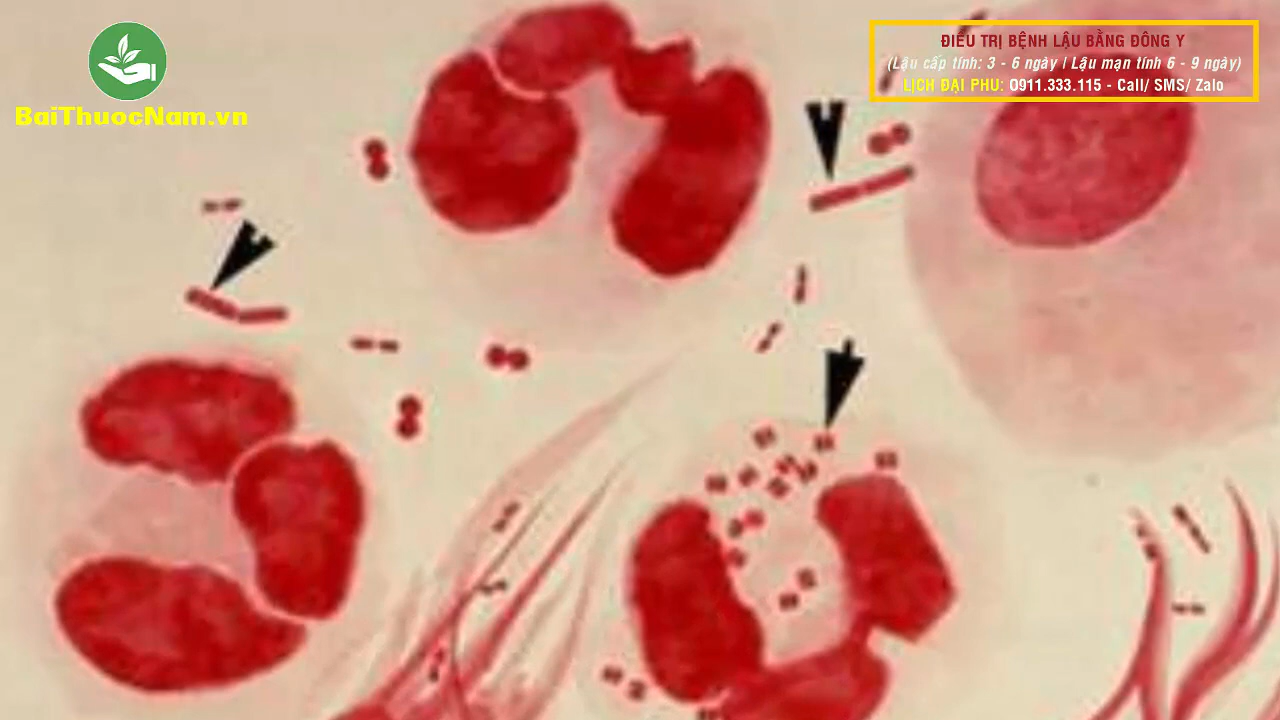 BaiThuocNam.vn
ĐIỀU TRỊ BỆNH LẬU BẰNG ĐÔNG Y
(Lậu cấp tính: 3 - 6 ngày | Lậu mạn tính 6 - 9 ngày)
LỊCH ĐẠI PHU: 0911.333.115 - Call/ SMS/ Zalo